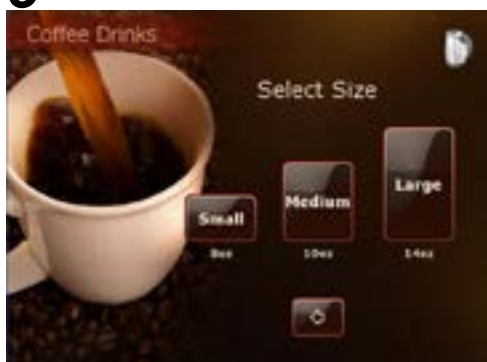 Coffee Drinks
Select Size
Small
Medium
Large
8oz
10oz
14oz